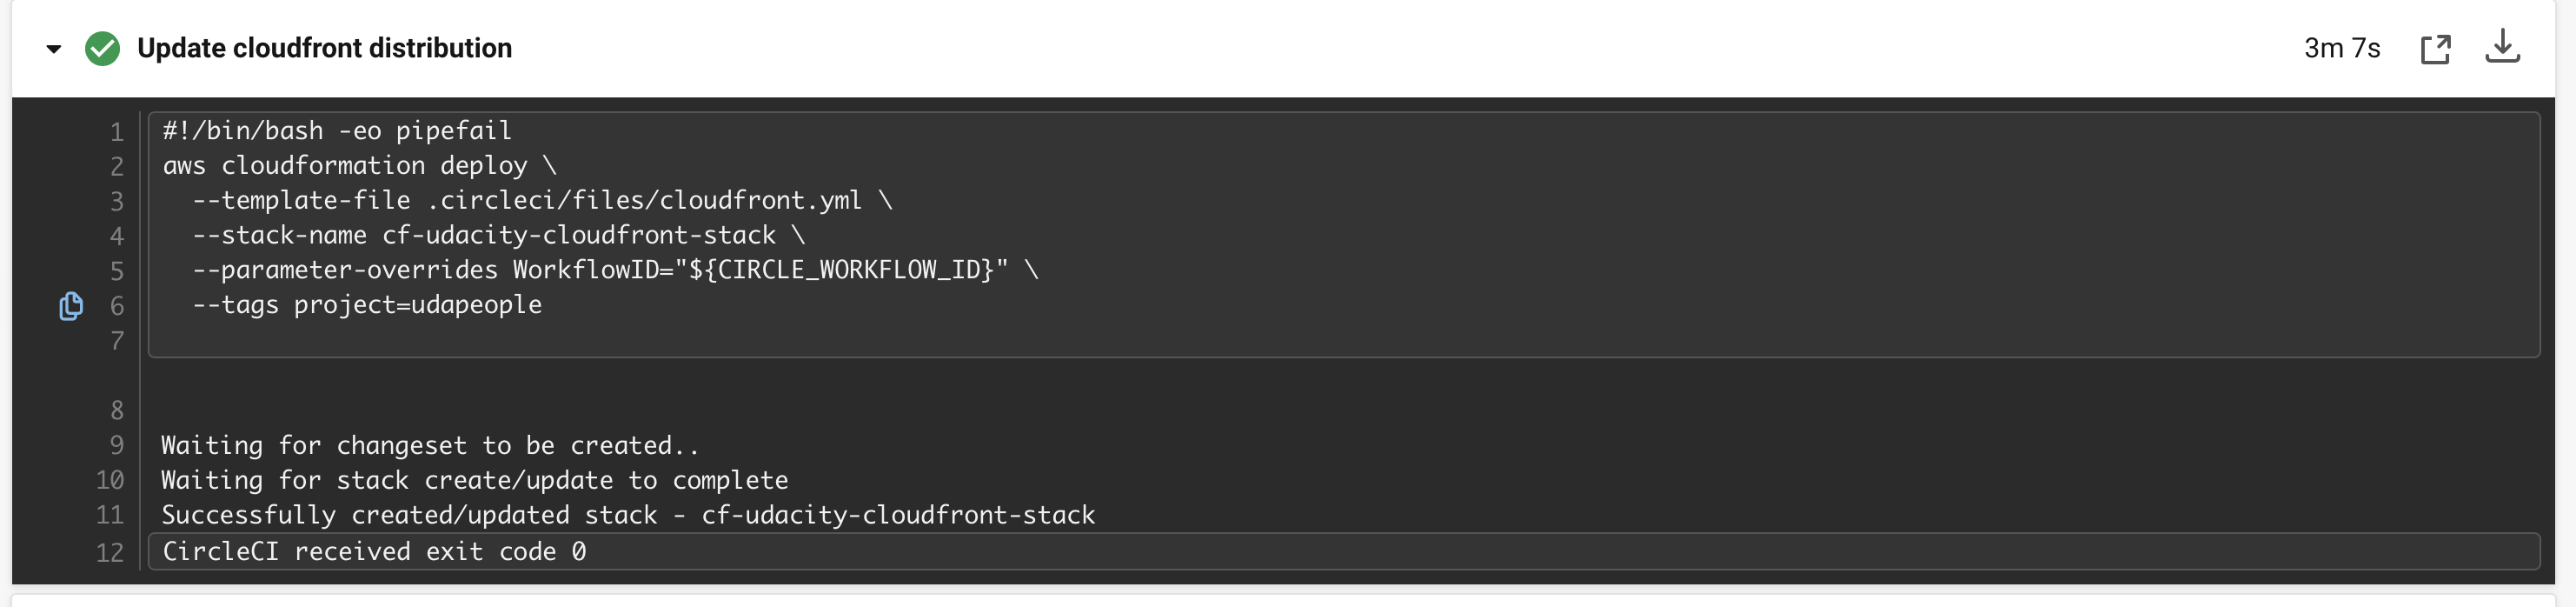 Update cloudfront distribution
3m 7s
1 #!/bin/bash -eo pipefail
2 aws cloudformation deploy \
3 --template-file .circleci/files/cloudfront.yml \
4 --stack-name cf-udacity-cloudfront-stack \
5 --parameter-overrides WorkflowID="${CIRCLE_WORKFLOW_ID}" \
6 --tags project=udapeople
7
8
9 Waiting for changeset to be created..
10 Waiting for stack create/update to complete
11 Successfully created/updated stack - cf-udacity-cloudfront-stack
12 CircleCI received exit code 0